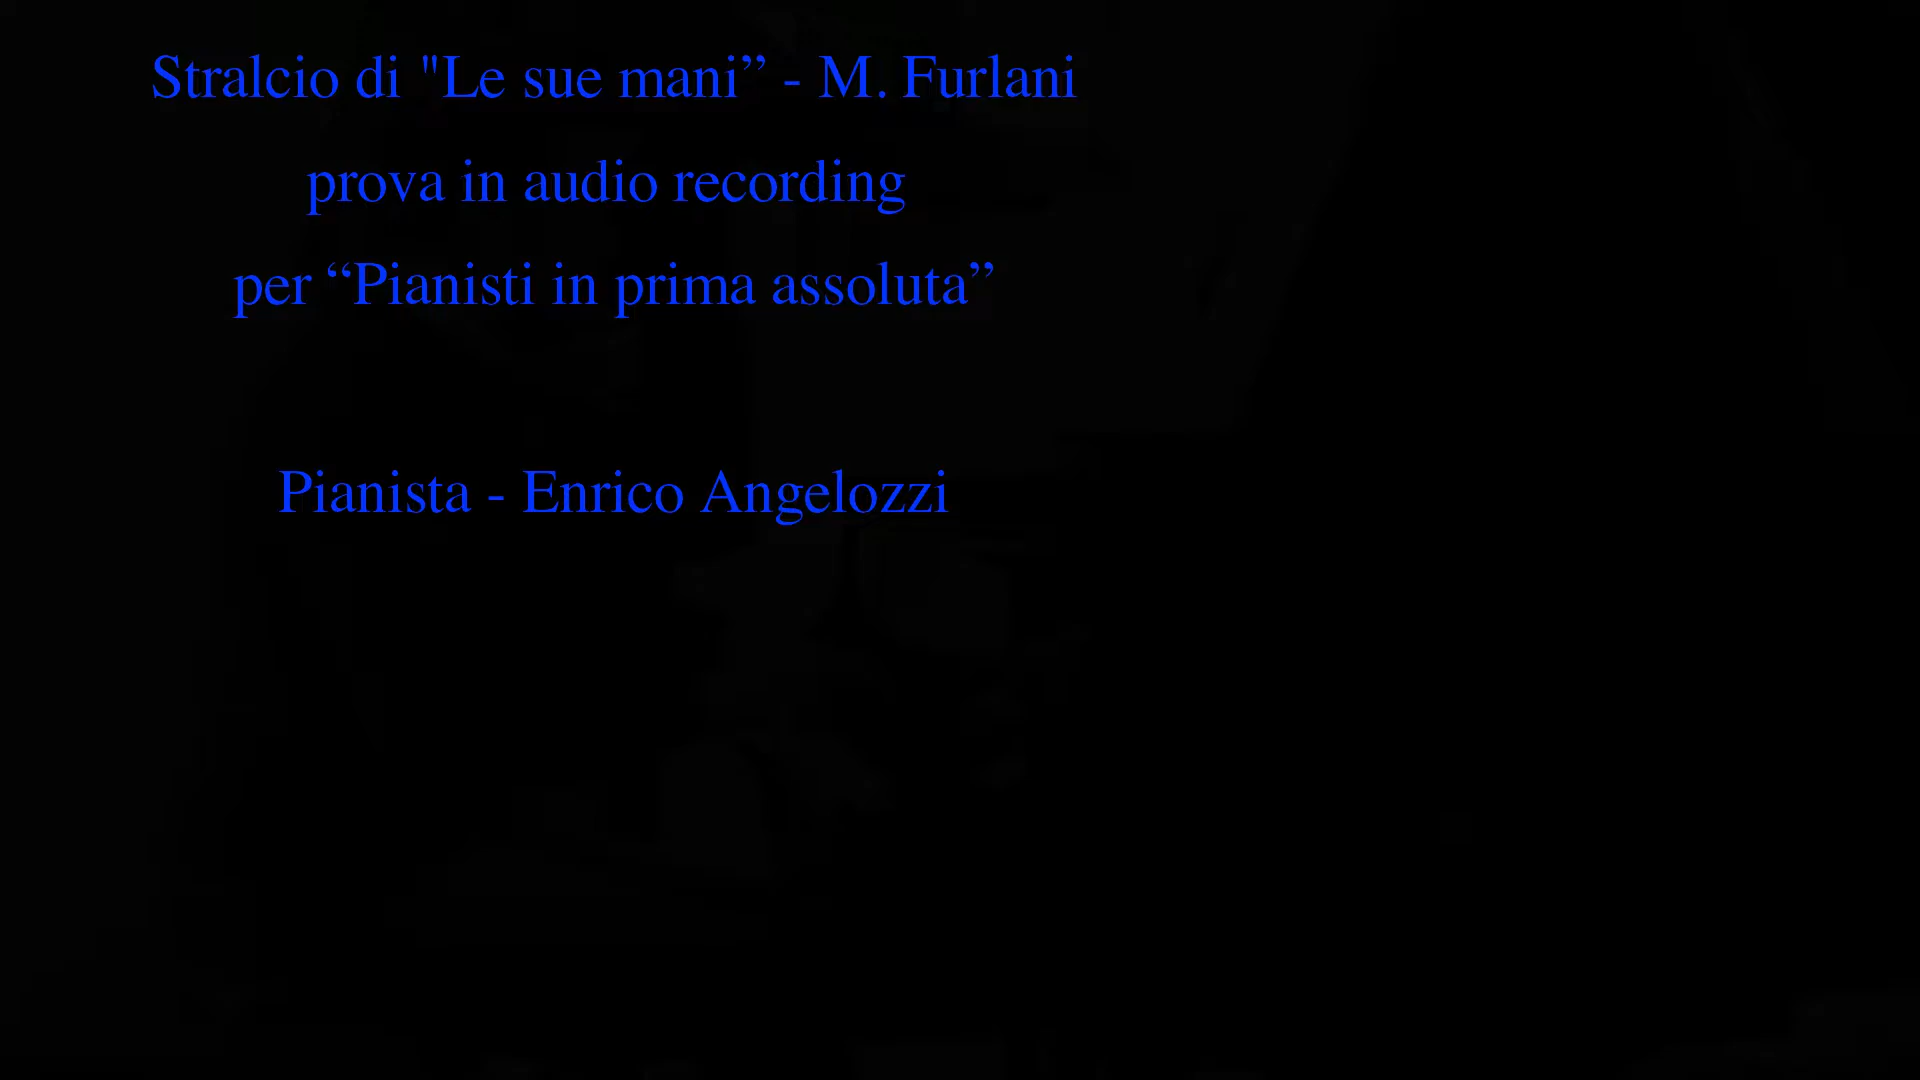 Stralcio di "Le sue mani” - M. Furlani
prova in audio recording
per “Pianisti in prima assoluta”
Pianista - Enrico Angelozzi